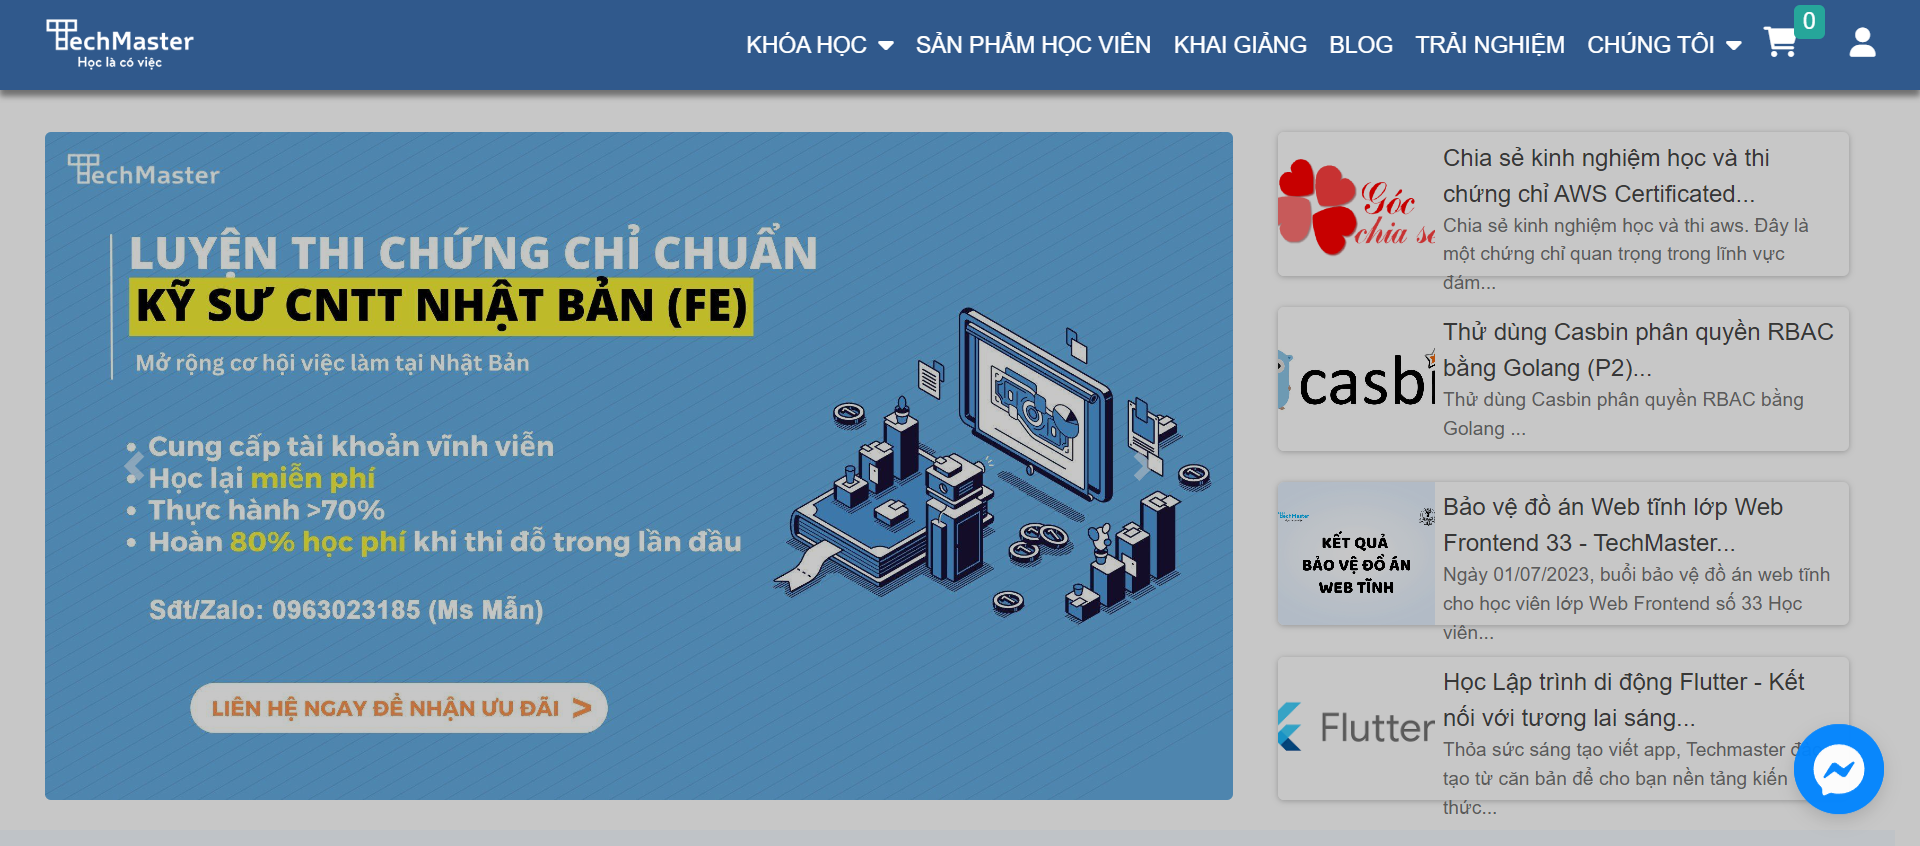 TechMaster
Học là có việc
KHÓA HỌC
SẢN PHẨM HỌC VIÊN
KHAI GIẢNG
BLOG
TRẢI NGHIỆM
CHÚNG TÔI
0
TechMaster
LUYỆN THI CHỨNG CHỈ CHUẨN
KỸ SƯ CNTT NHẬT BẢN (FE)
Mở rộng cơ hội việc làm tại Nhật Bản
• Cung cấp tài khoản vĩnh viễn
• Học lại miễn phí
• Thực hành >70%
• Hoàn 80% học phí khi thi đỗ trong lần đầu
Sđt/Zalo: 0963023185 (Ms Mẫn)
LIÊN HỆ NGAY ĐỂ NHẬN ƯU ĐÃI >
Góc
chia sẻ
Chia sẻ kinh nghiệm học và thi
chứng chỉ AWS Certificated...
Chia sẻ kinh nghiệm học và thi aws. Đây là
một chứng chỉ quan trọng trong lĩnh vực
đám...
casbi
Thử dùng Casbin phân quyền RBAC
bằng Golang (P2)...
Thử dùng Casbin phân quyền RBAC bằng
Golang ...
TechMaster
KẾT QUẢ
BẢO VỆ ĐỒ ÁN
WEB TĨNH
Bảo vệ đồ án Web tĩnh lớp Web
Frontend 33 - TechMaster...
Ngày 01/07/2023, buổi bảo vệ đồ án web tĩnh
cho học viên lớp Web Frontend số 33 Học
viên...
Flutter
Học Lập trình di động Flutter - Kết
nối với tương lai sáng...
Thỏa sức sáng tạo viết app, Techmaster
tạo từ căn bản để cho bạn nền tảng kiến
thức...